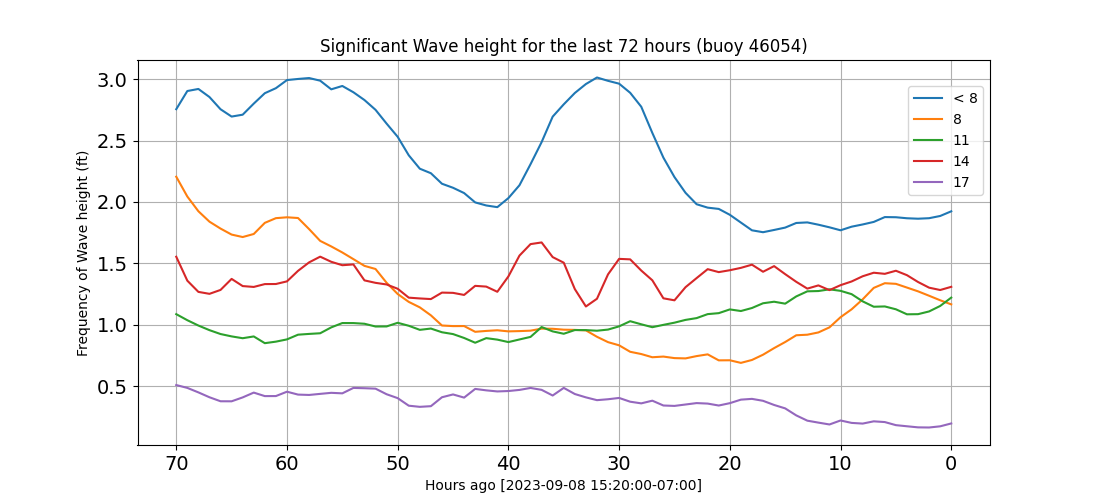 Significant Wave height for the last 72 hours (buoy 46054)
Frequency of Wave height (ft)
3.0
2.5
2.0
1.5
1.0
0.5
< 8
8
11
14
17
70 60 50 40 30 20 10 0
Hours ago [2023-09-08 15:20:00-07:00]